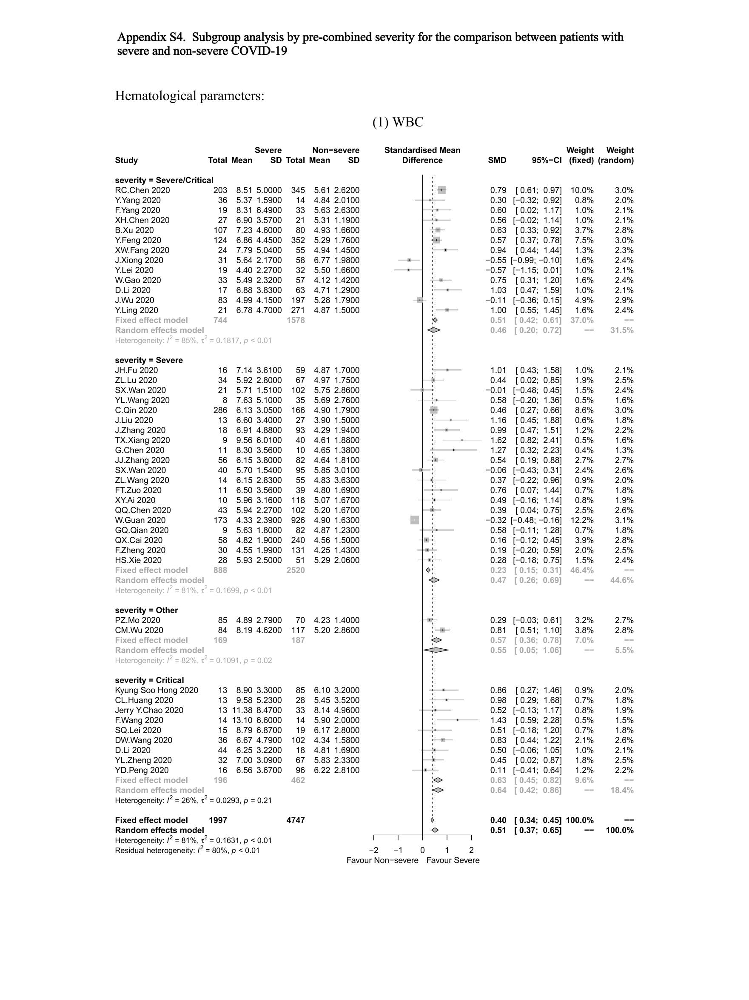 Appendix S4. Subgroup analysis by pre-combined severity for the comparison between patients with
severe and non-severe COVID-19
Hematological parameters:
(1) WBC
Severe Non−severe Standardised Mean Weight Weight
Study Total Mean SD Total Mean SD Difference SMD 95%−CI (fixed) (random)
severity = Severe/Critical
RC.Chen 2020 203 8.51 5.0000 345 5.61 2.6200 0.79 [ 0.61; 0.97] 10.0% 3.0%
Y.Yang 2020 36 5.37 1.5900 14 4.84 2.0100 0.30 [−0.32; 0.92] 0.8% 2.0%
F.Yang 2020 19 8.31 6.4900 33 5.63 2.6300 0.60 [ 0.02; 1.17] 1.0% 2.1%
XH.Chen 2020 27 6.90 3.5700 21 5.31 1.1900 0.56 [−0.02; 1.14] 1.0% 2.1%
B.Xu 2020 107 7.23 4.6000 80 4.93 1.6600 0.63 [ 0.33; 0.92] 3.7% 2.8%
Y.Feng 2020 124 6.86 4.4500 352 5.29 1.7600 0.57 [ 0.37; 0.78] 7.5% 3.0%
XW.Fang 2020 24 7.79 5.0400 55 4.94 1.4500 0.94 [ 0.44; 1.44] 1.3% 2.3%
J.Xiong 2020 31 5.64 2.1700 58 6.77 1.9800 −0.55 [−0.99; −0.10] 1.6% 2.4%
Y.Lei 2020 19 4.40 2.2700 32 5.50 1.6600 −0.57 [−1.15; 0.01] 1.0% 2.1%
W.Gao 2020 33 5.49 2.3200 57 4.12 1.4200 0.75 [ 0.31; 1.20] 1.6% 2.4%
D.Li 2020 17 6.88 3.8300 63 4.71 1.2900 1.03 [ 0.47; 1.59] 1.0% 2.1%
J.Wu 2020 83 4.99 4.1500 197 5.28 1.7900 −0.11 [−0.36; 0.15] 4.9% 2.9%
Y.Ling 2020 21 6.78 4.7000 271 4.87 1.5000 1.00 [ 0.55; 1.45] 1.6% 2.4%
Fixed effect model 744 1578 0.51 [ 0.42; 0.61] 37.0% −−
Random effects model 0.46 [ 0.20; 0.72] −− 31.5%
Heterogeneity: I² = 85%, τ² = 0.1817, p < 0.01
severity = Severe
JH.Fu 2020 16 7.14 3.6100 59 4.87 1.7000 1.01 [ 0.43; 1.58] 1.0% 2.1%
ZL.Lu 2020 34 5.92 2.8000 67 4.97 1.7500 0.44 [ 0.02; 0.85] 1.9% 2.5%
SX.Wan 2020 21 5.71 1.5100 102 5.75 2.8600 −0.01 [−0.48; 0.45] 1.5% 2.4%
YL.Wang 2020 8 7.63 5.1000 35 5.69 2.7600 0.58 [−0.20; 1.36] 0.5% 1.6%
C.Qin 2020 286 6.13 3.0500 166 4.90 1.7900 0.46 [ 0.27; 0.66] 8.6% 3.0%
J.Liu 2020 13 6.60 3.4000 27 3.90 1.5000 1.16 [ 0.45; 1.88] 0.6% 1.8%
J.Zhang 2020 18 6.91 4.8800 93 4.29 1.9400 0.99 [ 0.47; 1.51] 1.2% 2.2%
TX.Xiang 2020 9 9.56 6.0100 40 4.61 1.8800 1.62 [ 0.82; 2.41] 0.5% 1.6%
G.Chen 2020 11 8.30 3.5600 10 4.65 1.3800 1.27 [ 0.32; 2.23] 0.4% 1.3%
JJ.Zhang 2020 56 6.15 3.8000 82 4.64 1.8100 0.54 [ 0.19; 0.88] 2.7% 2.7%
SX.Wan 2020 40 5.70 1.5400 95 5.85 3.0100 −0.06 [−0.43; 0.31] 2.4% 2.6%
ZL.Wang 2020 14 6.15 2.8300 55 4.83 3.6300 0.37 [−0.22; 0.96] 0.9% 2.0%
FT.Zuo 2020 11 6.50 3.5600 39 4.80 1.6900 0.76 [ 0.07; 1.44] 0.7% 1.8%
XY.Ai 2020 10 5.96 3.1600 118 5.07 1.6700 0.49 [−0.16; 1.14] 0.8% 1.9%
QQ.Chen 2020 43 5.94 2.2700 102 5.20 1.6700 0.39 [ 0.04; 0.75] 2.5% 2.6%
W.Guan 2020 173 4.33 2.3900 926 4.90 1.6300 −0.32 [−0.48; −0.16] 12.2% 3.1%
GQ.Qian 2020 9 5.63 1.8000 82 4.87 1.2300 0.58 [−0.11; 1.28] 0.7% 1.8%
QX.Cai 2020 58 4.82 1.9000 240 4.56 1.5000 0.16 [−0.12; 0.45] 3.9% 2.8%
F.Zheng 2020 30 4.55 1.9900 131 4.25 1.4300 0.19 [−0.20; 0.59] 2.0% 2.5%
HS.Xie 2020 28 5.93 2.5000 51 5.29 2.0600 0.28 [−0.18; 0.75] 1.5% 2.4%
Fixed effect model 888 2520 0.23 [ 0.15; 0.31] 46.4% −−
Random effects model 0.47 [ 0.26; 0.69] −− 44.6%
Heterogeneity: I² = 81%, τ² = 0.1699, p < 0.01
severity = Other
PZ.Mo 2020 85 4.89 2.7900 70 4.23 1.4000 0.29 [−0.03; 0.61] 3.2% 2.7%
CM.Wu 2020 84 8.19 4.6200 117 5.20 2.8600 0.81 [ 0.51; 1.10] 3.8% 2.8%
Fixed effect model 169 187 0.57 [ 0.36; 0.78] 7.0% −−
Random effects model 0.55 [ 0.05; 1.06] −− 5.5%
Heterogeneity: I² = 82%, τ² = 0.1091, p = 0.02
severity = Critical
Kyung Soo Hong 2020 13 8.90 3.3000 85 6.10 3.2000 0.86 [ 0.27; 1.46] 0.9% 2.0%
CL.Huang 2020 13 9.58 5.2300 28 5.45 3.5200 0.98 [ 0.29; 1.68] 0.7% 1.8%
Jerry Y.Chao 2020 13 11.38 8.4700 33 8.14 4.9600 0.52 [−0.13; 1.17] 0.8% 1.9%
F.Wang 2020 14 13.10 6.6000 14 5.90 2.0000 1.43 [ 0.59; 2.28] 0.5% 1.5%
SQ.Lei 2020 15 8.79 6.8700 19 6.17 2.8000 0.51 [−0.18; 1.20] 0.7% 1.8%
DW.Wang 2020 36 6.67 4.7900 102 4.34 1.5800 0.83 [ 0.44; 1.22] 2.1% 2.6%
D.Li 2020 44 6.25 3.2200 18 4.81 1.6900 0.50 [−0.06; 1.05] 1.0% 2.1%
YL.Zheng 2020 32 7.00 3.0900 67 5.83 2.3300 0.45 [ 0.02; 0.87] 1.8% 2.5%
YD.Peng 2020 16 6.56 3.6700 96 6.22 2.8100 0.11 [−0.41; 0.64] 1.2% 2.2%
Fixed effect model 196 462 0.63 [ 0.45; 0.82] 9.6% −−
Random effects model 0.64 [ 0.42; 0.86] −− 18.4%
Heterogeneity: I² = 26%, τ² = 0.0293, p = 0.21
Fixed effect model 1997 4747 0.40 [ 0.34; 0.45] 100.0% −−
Random effects model 0.51 [ 0.37; 0.65] −− 100.0%
Heterogeneity: I² = 81%, τ² = 0.1631, p < 0.01
Residual heterogeneity: I² = 80%, p < 0.01
−2 −1 0 1 2
Favour Non−severe Favour Severe